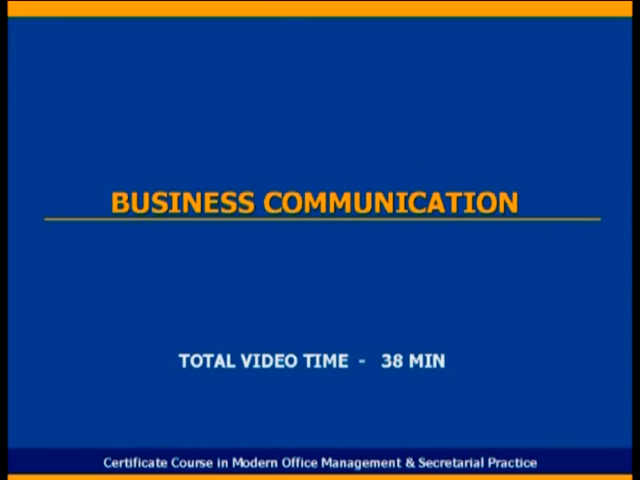 BUSINESS COMMUNICATION
TOTAL VIDEO TIME - 38 MIN
Certificate Course in Modern Office Management & Secretarial Practice